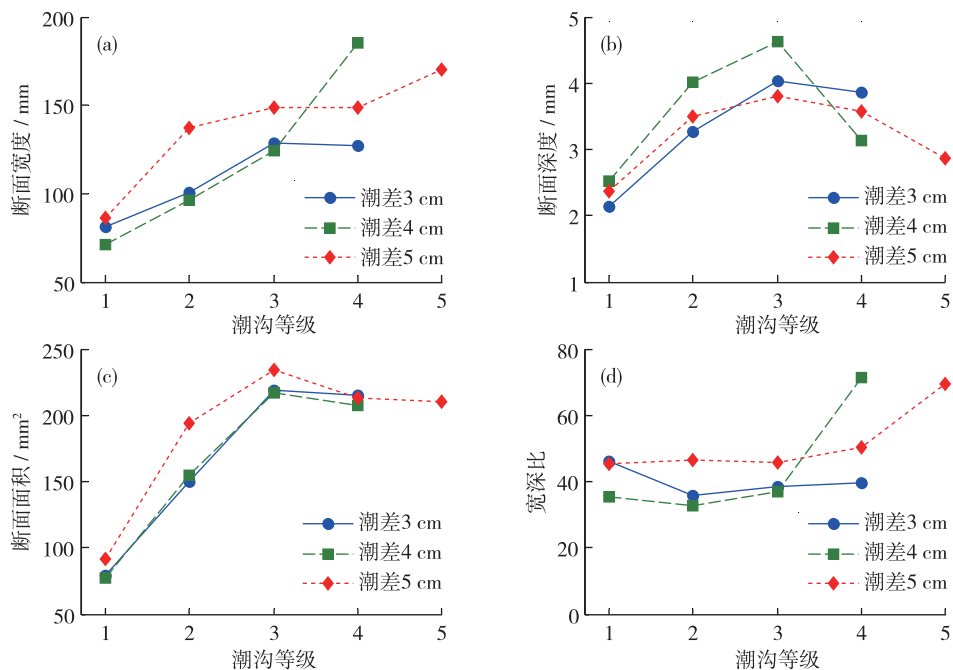 (a)
断面宽度 / mm
200
150
100
50
潮差3 cm
潮差4 cm
潮差5 cm
1 2 3 4 5
潮沟等级
(b)
断面深度 / mm
5
4
3
2
1
潮差3 cm
潮差4 cm
潮差5 cm
1 2 3 4 5
潮沟等级
(c)
断面面积 / mm²
250
200
150
100
50
潮差3 cm
潮差4 cm
潮差5 cm
1 2 3 4 5
潮沟等级
(d)
宽深比
80
60
40
20
0
潮差3 cm
潮差4 cm
潮差5 cm
1 2 3 4 5
潮沟等级